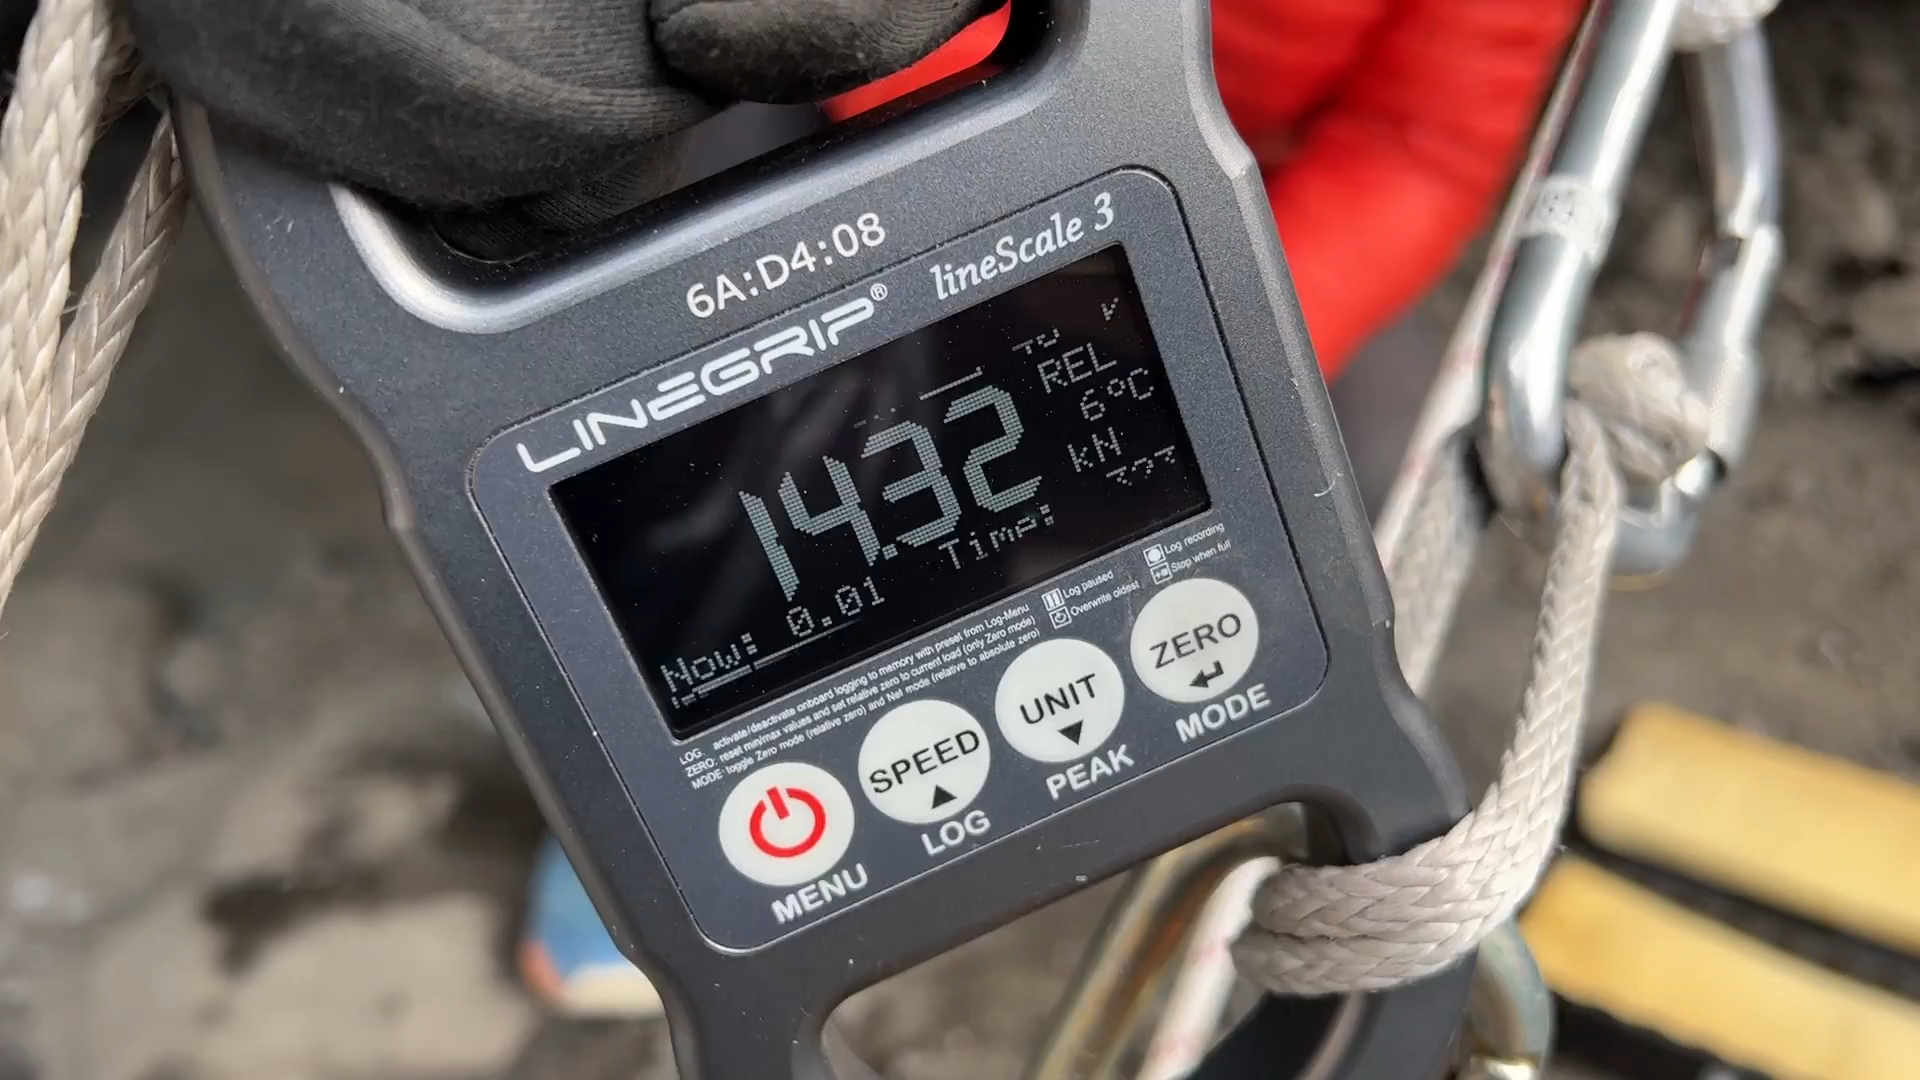 6A:D4:08
LINEGRIP®
lineScale 3
REL
6°C
14.32
kN
Now: 0.01 Time:
Log paused
Log recording
Overwrite oldest
Stop when full
LOG: activate/deactivate onboard logging to memory with preset from Log-Menu
ZERO: reset min/max values and set relative zero to current load (only Zero mode)
MODE: toggle Zero mode (relative zero) and Net mode (relative to absolute zero)
SPEED
UNIT
ZERO
MENU
LOG
PEAK
MODE